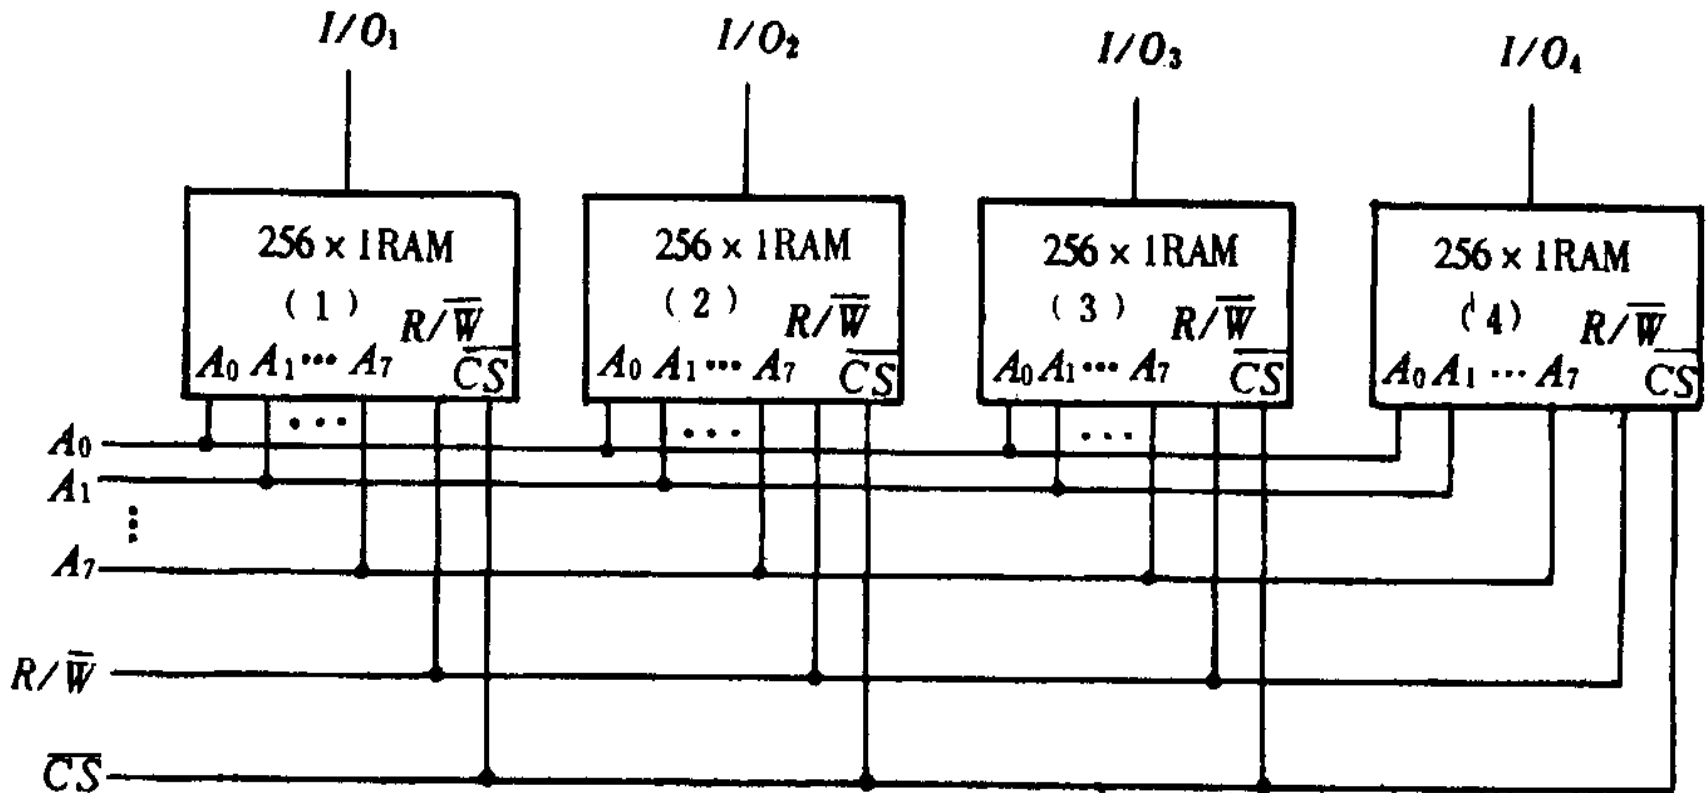 I/O₁ I/O₂ I/O₃ I/O₄
256 × 1RAM 256 × 1RAM 256 × 1RAM 256 × 1RAM
(1) (2) (3) (4)
R/W̅ R/W̅ R/W̅ R/W̅
A₀ A₁ ··· A₇ C̅S̅ A₀ A₁ ··· A₇ C̅S̅ A₀ A₁ ··· A₇ C̅S̅ A₀ A₁ ··· A₇ C̅S̅
··· ··· ···
A₀
A₁
⋮
A₇
R/W̅
C̅S̅